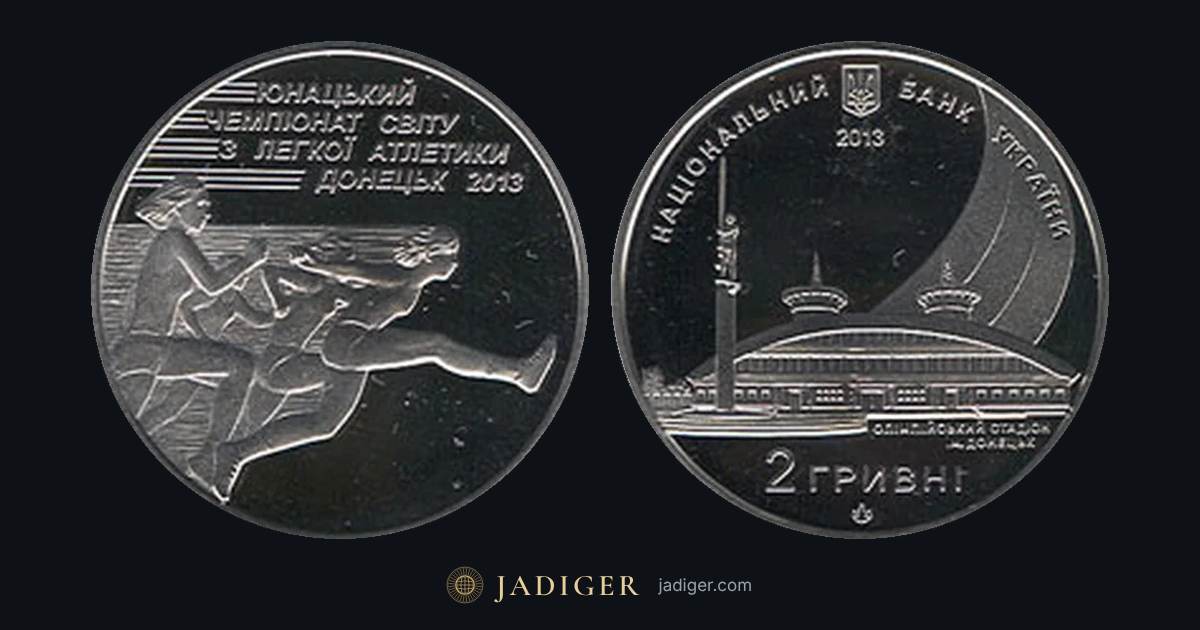 ЮНАЦЬКИЙ
ЧЕМПІОНАТ СВІТУ
З ЛЕГКОЇ АТЛЕТИКИ
ДОНЕЦЬК 2013
НАЦІОНАЛЬНИЙ БАНК УКРАЇНИ
2013
ОЛІМПІЙСЬКИЙ СТАДІОН
М. ДОНЕЦЬК
2 ГРИВНІ
JADIGER jadiger.com